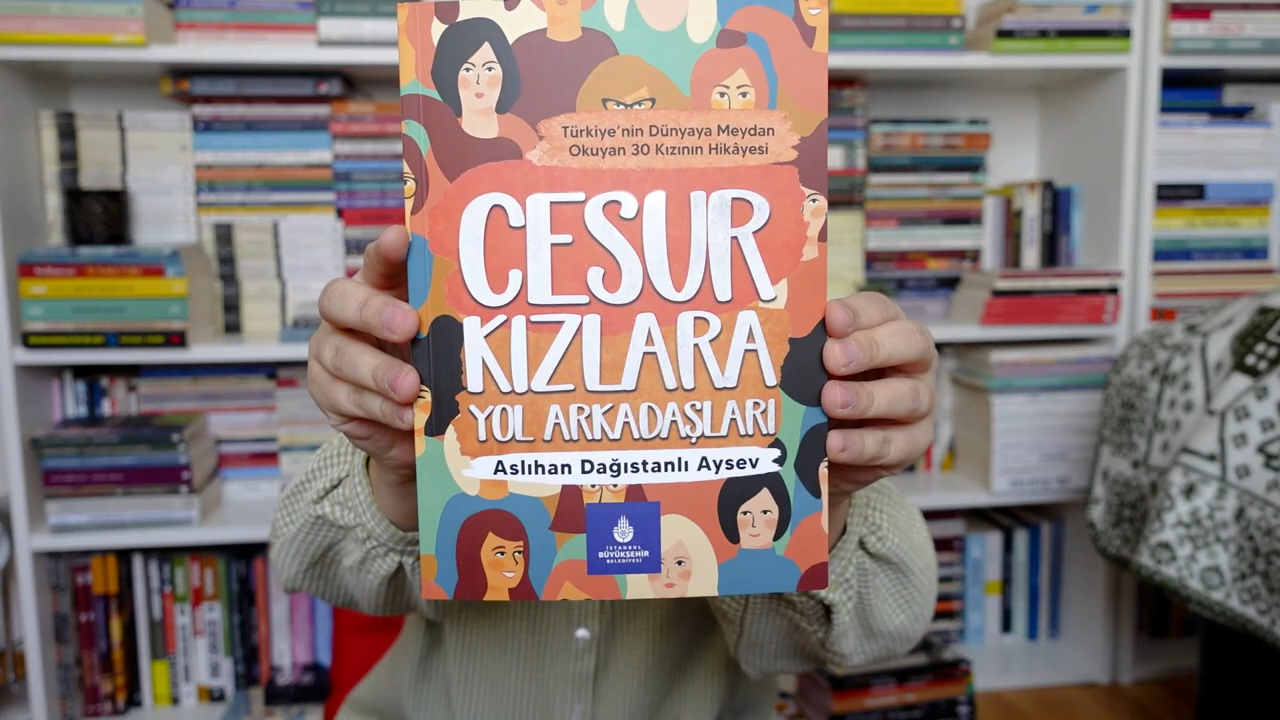 Türkiye'nin Dünyaya Meydan
Okuyan 30 Kızının Hikâyesi
CESUR
KIZLARA
YOL ARKADAŞLARI
Aslıhan Dağıstanlı Aysev
İSTANBUL
BÜYÜKŞEHİR
BELEDİYESİ